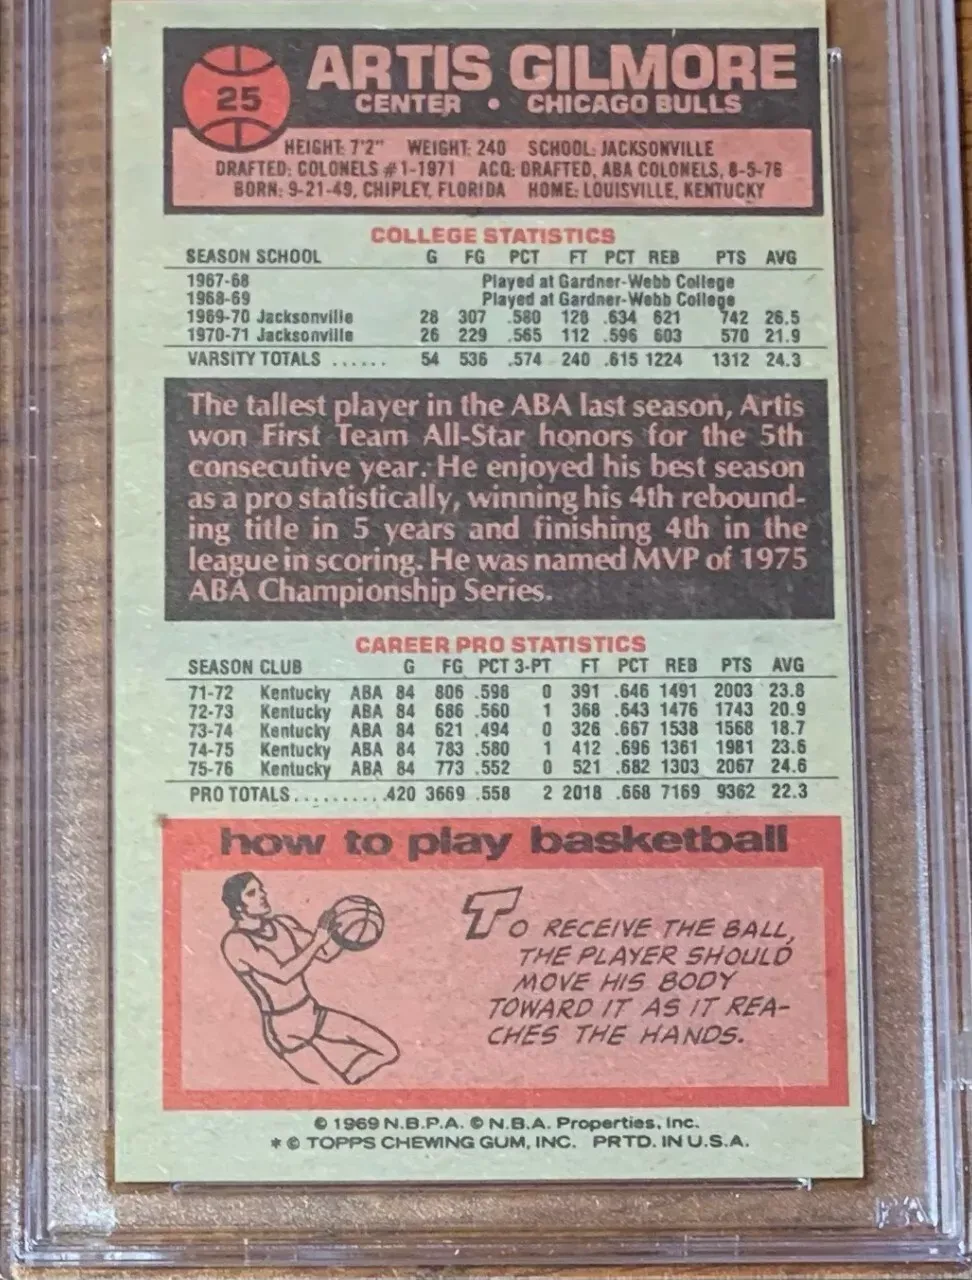 25
ARTIS GILMORE
CENTER • CHICAGO BULLS
HEIGHT: 7'2" WEIGHT: 240 SCHOOL: JACKSONVILLE
DRAFTED: COLONELS #1-1971 ACQ: DRAFTED, ABA COLONELS, 8-5-76
BORN: 9-21-49, CHIPLEY, FLORIDA HOME: LOUISVILLE, KENTUCKY
COLLEGE STATISTICS
SEASON SCHOOL G FG PCT FT PCT REB PTS AVG
1967-68 Played at Gardner-Webb College
1968-69 Played at Gardner-Webb College
1969-70 Jacksonville 28 307 .580 128 .634 621 742 26.5
1970-71 Jacksonville 26 229 .565 112 .596 603 570 21.9
VARSITY TOTALS ...... 54 536 .574 240 .615 1224 1312 24.3
The tallest player in the ABA last season, Artis
won First Team All-Star honors for the 5th
consecutive year. He enjoyed his best season
as a pro statistically, winning his 4th rebound-
ing title in 5 years and finishing 4th in the
league in scoring. He was named MVP of 1975
ABA Championship Series.
CAREER PRO STATISTICS
SEASON CLUB G FG PCT 3-PT FT PCT REB PTS AVG
71-72 Kentucky ABA 84 806 .598 0 391 .646 1491 2003 23.8
72-73 Kentucky ABA 84 686 .560 1 368 .643 1476 1743 20.9
73-74 Kentucky ABA 84 621 .494 0 326 .667 1538 1568 18.7
74-75 Kentucky ABA 84 783 .580 1 412 .696 1361 1981 23.6
75-76 Kentucky ABA 84 773 .552 0 521 .682 1303 2067 24.6
PRO TOTALS..........420 3669 .558 2 2018 .668 7169 9362 22.3
how to play basketball
TO RECEIVE THE BALL,
THE PLAYER SHOULD
MOVE HIS BODY
TOWARD IT AS IT REA-
CHES THE HANDS.
© 1969 N.B.P.A. © N.B.A. Properties, Inc.
* © TOPPS CHEWING GUM, INC. PRTD. IN U.S.A.